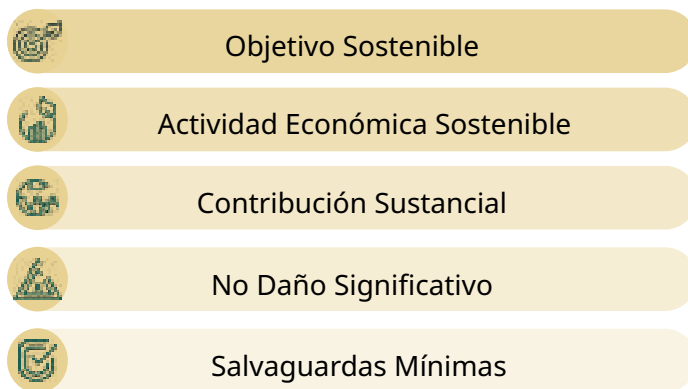 Objetivo Sostenible
Actividad Económica Sostenible
Contribución Sustancial
No Daño Significativo
Salvaguardas Mínimas